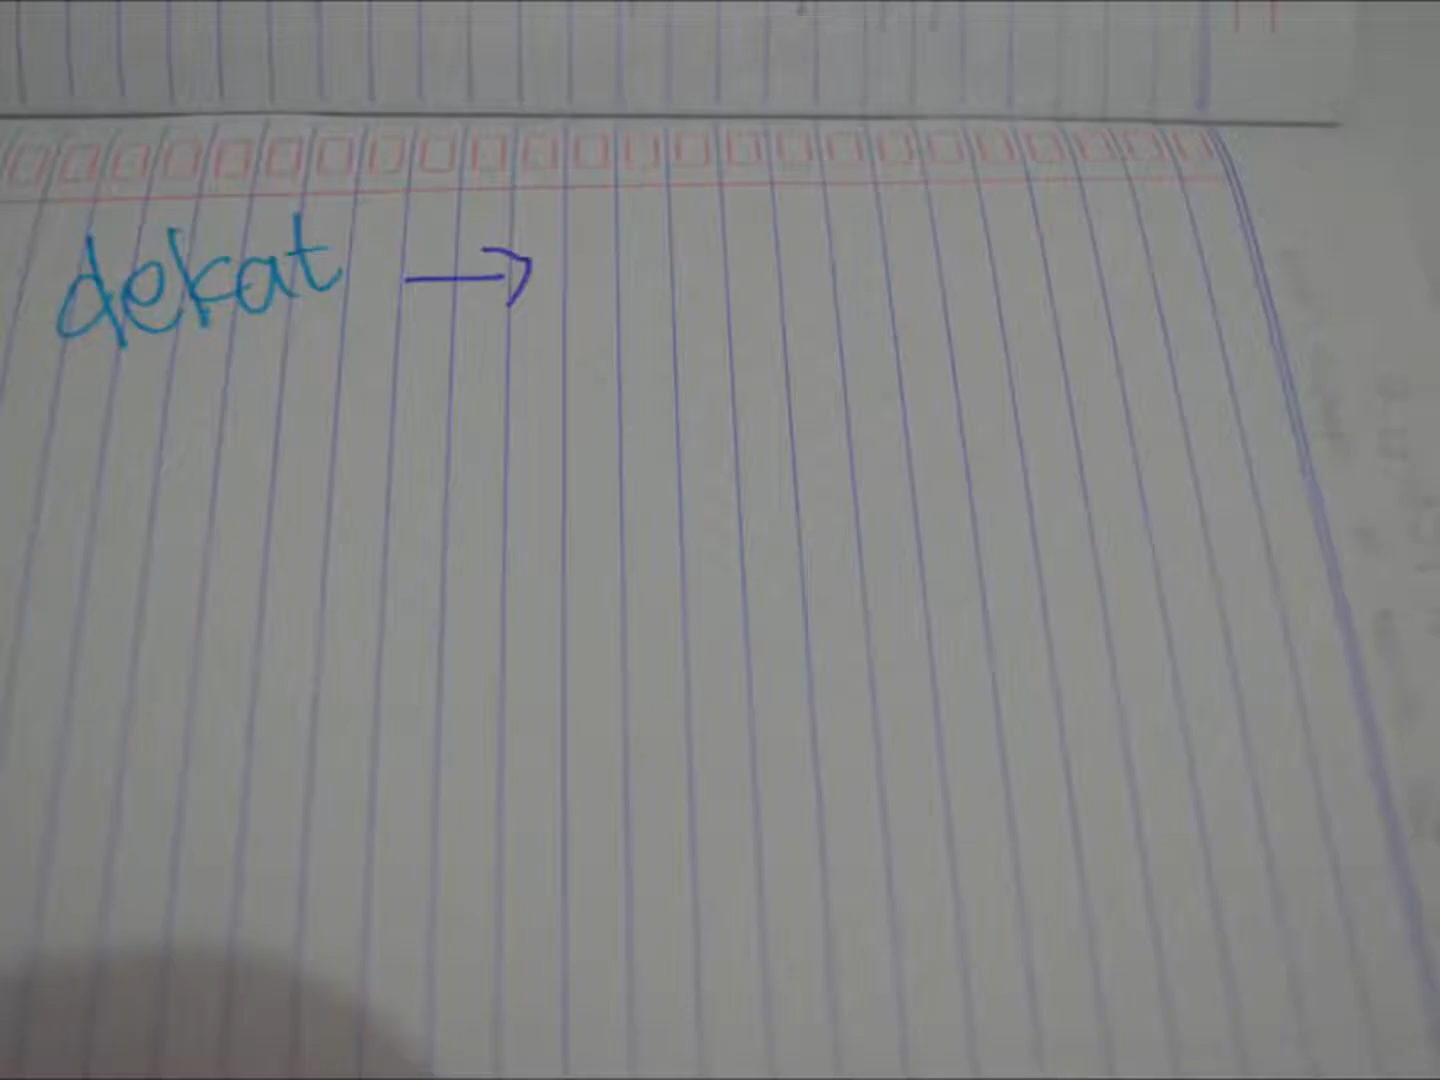 dekat →